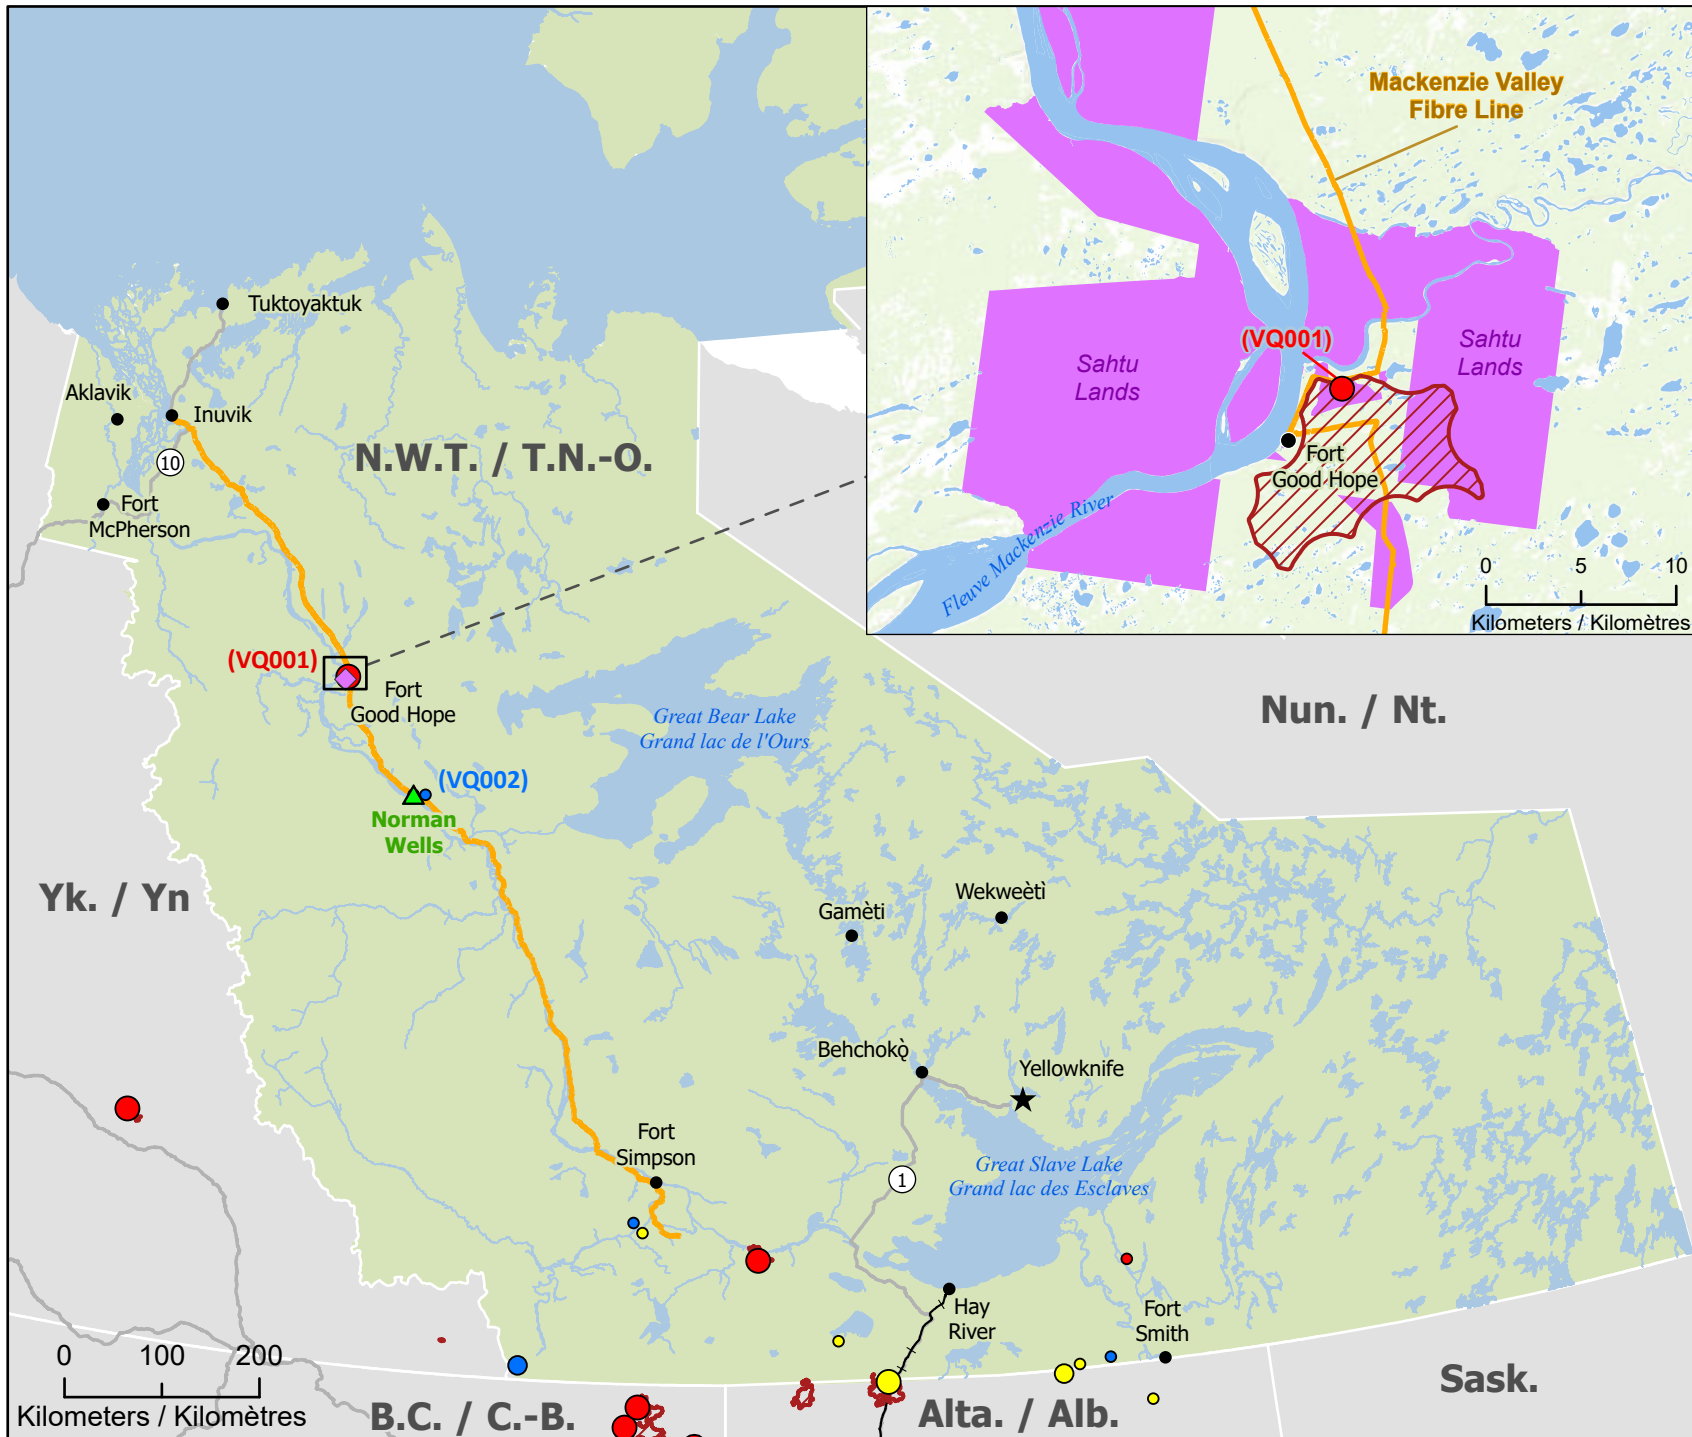 Mackenzie Valley
Fibre Line
Tuktoyaktuk
(VQ001)
Sahtu
Lands
Sahtu
Lands
Aklavik
Inuvik
N.W.T. / T.N.-O.
10
Fort
Good Hope
Fort
McPherson
Fleuve Mackenzie River
0 5 10
Kilometers / Kilomètres
(VQ001)
Fort
Good Hope
Great Bear Lake
Grand lac de l'Ours
Nun. / Nt.
(VQ002)
Norman
Wells
Yk. / Yn
Wekweètì
Gamèti
Behchokǫ̀
Yellowknife
Fort
Simpson
Great Slave Lake
Grand lac des Esclaves
1
Hay
River
Fort
Smith
0 100 200
Kilometers / Kilomètres
B.C. / C.-B.
Alta. / Alb.
Sask.